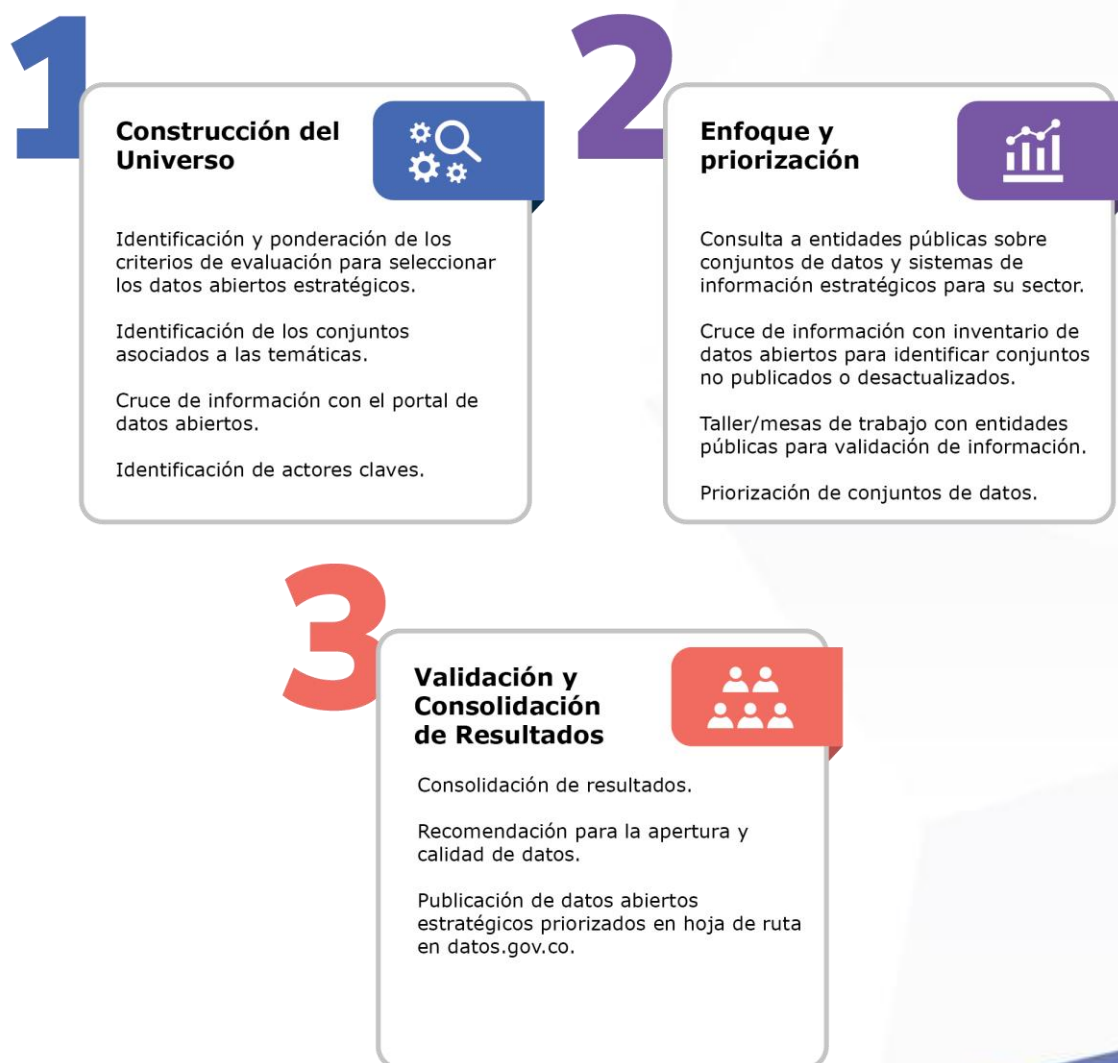 1
Construcción del
Universo
Identificación y ponderación de los
criterios de evaluación para seleccionar
los datos abiertos estratégicos.
Identificación de los conjuntos
asociados a las temáticas.
Cruce de información con el portal de
datos abiertos.
Identificación de actores claves.
2
Enfoque y
priorización
Consulta a entidades públicas sobre
conjuntos de datos y sistemas de
información estratégicos para su sector.
Cruce de información con inventario de
datos abiertos para identificar conjuntos
no publicados o desactualizados.
Taller/mesas de trabajo con entidades
públicas para validación de información.
Priorización de conjuntos de datos.
3
Validación y
Consolidación
de Resultados
Consolidación de resultados.
Recomendación para la apertura y
calidad de datos.
Publicación de datos abiertos
estratégicos priorizados en hoja de ruta
en datos.gov.co.